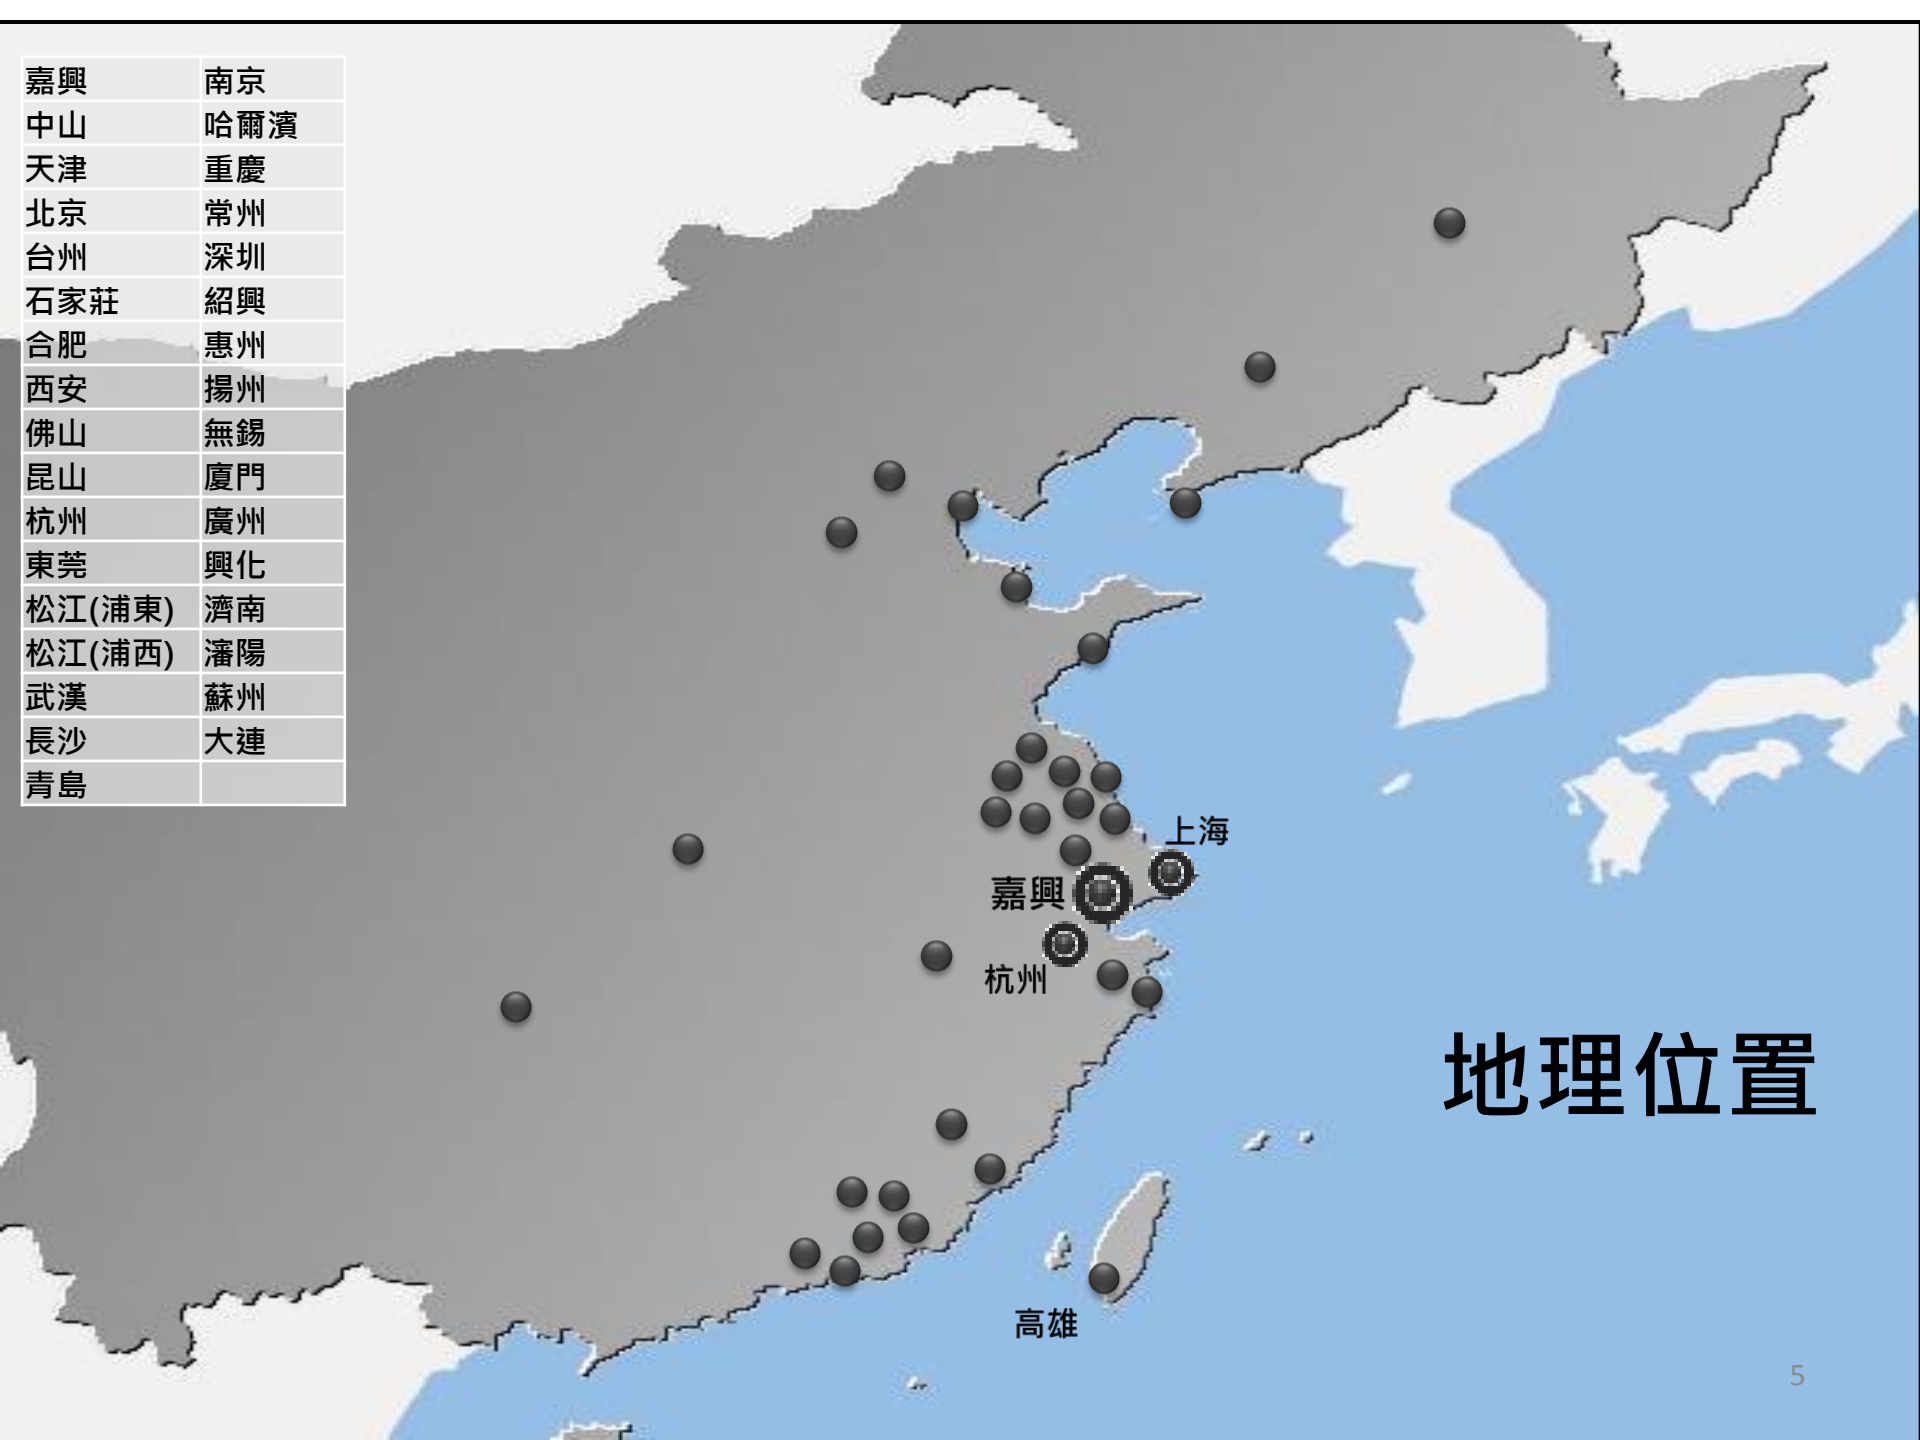 嘉興 南京
中山 哈爾濱
天津 重慶
北京 常州
台州 深圳
石家莊 紹興
合肥 惠州
西安 揚州
佛山 無錫
昆山 廈門
杭州 廣州
東莞 興化
松江(浦東) 濟南
松江(浦西) 瀋陽
武漢 蘇州
長沙 大連
青島
上海
嘉興
杭州
地理位置
高雄
5